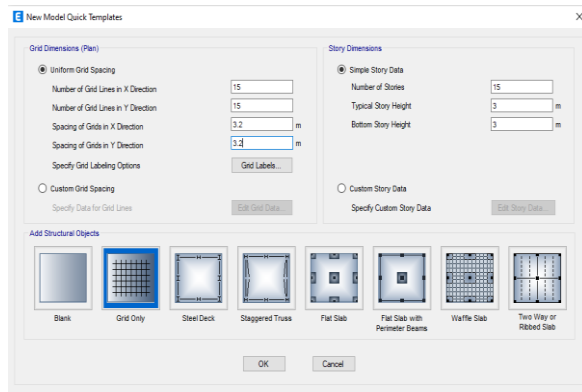 E New Model Quick Templates X
Grid Dimensions (Plan)
Uniform Grid Spacing
Number of Grid Lines in X Direction 15
Number of Grid Lines in Y Direction 15
Spacing of Grids in X Direction 3.2 m
Spacing of Grids in Y Direction 3.2 m
Specify Grid Labeling Options Grid Labels...
Custom Grid Spacing
Specify Data for Grid Lines Edit Grid Data...
Story Dimensions
Simple Story Data
Number of Stories 15
Typical Story Height 3 m
Bottom Story Height 3 m
Custom Story Data
Specify Custom Story Data Edit Story Data...
Add Structural Objects
Blank
Grid Only
Steel Deck
Staggered Truss
Flat Slab
Flat Slab with
Perimeter Beams
Waffle Slab
Two Way or
Ribbed Slab
OK Cancel